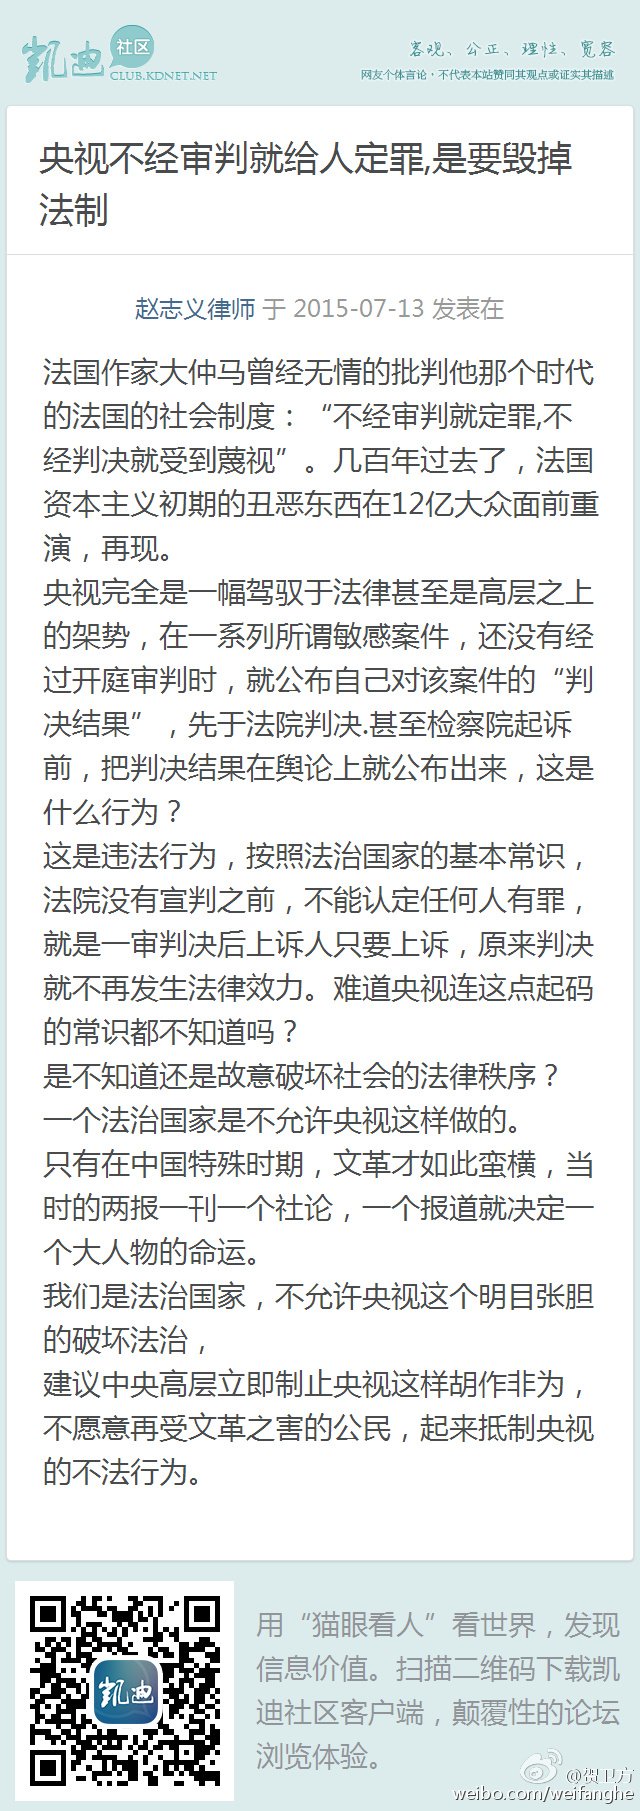 凯迪 社区
CLUB.KDNET.NET
客观、公正、理性、宽容
网友个体言论，不代表本站赞同其观点或证实其描述
央视不经审判就给人定罪,是要毁掉
法制
赵志义律师 于 2015-07-13 发表在
法国作家大仲马曾经无情的批判他那个时代
的法国的社会制度：“不经审判就定罪,不
经判决就受到蔑视”。几百年过去了，法国
资本主义初期的丑恶东西在12亿大众面前重
演，再现。
央视完全是一幅驾驭于法律甚至是高层之上
的架势，在一系列所谓敏感案件，还没有经
过开庭审判时，就公布自己对该案件的“判
决结果”，先于法院判决.甚至检察院起诉
前，把判决结果在舆论上就公布出来，这是
什么行为？
这是违法行为，按照法治国家的基本常识，
法院没有宣判之前，不能认定任何人有罪，
就是一审判决后上诉人只要上诉，原来判决
就不再发生法律效力。难道央视连这点起码
的常识都不知道吗？
是不知道还是故意破坏社会的法律秩序？
一个法治国家是不允许央视这样做的。
只有在中国特殊时期，文革才如此蛮横，当
时的两报一刊一个社论，一个报道就决定一
个大人物的命运。
我们是法治国家，不允许央视这个明目张胆
的破坏法治，
建议中央高层立即制止央视这样胡作非为，
不愿意再受文革之害的公民，起来抵制央视
的不法行为。
凯迪
用“猫眼看人”看世界，发现
信息价值。扫描二维码下载凯
迪社区客户端，颠覆性的论坛
浏览体验。
@贺卫方
weibo.com/weifanghe